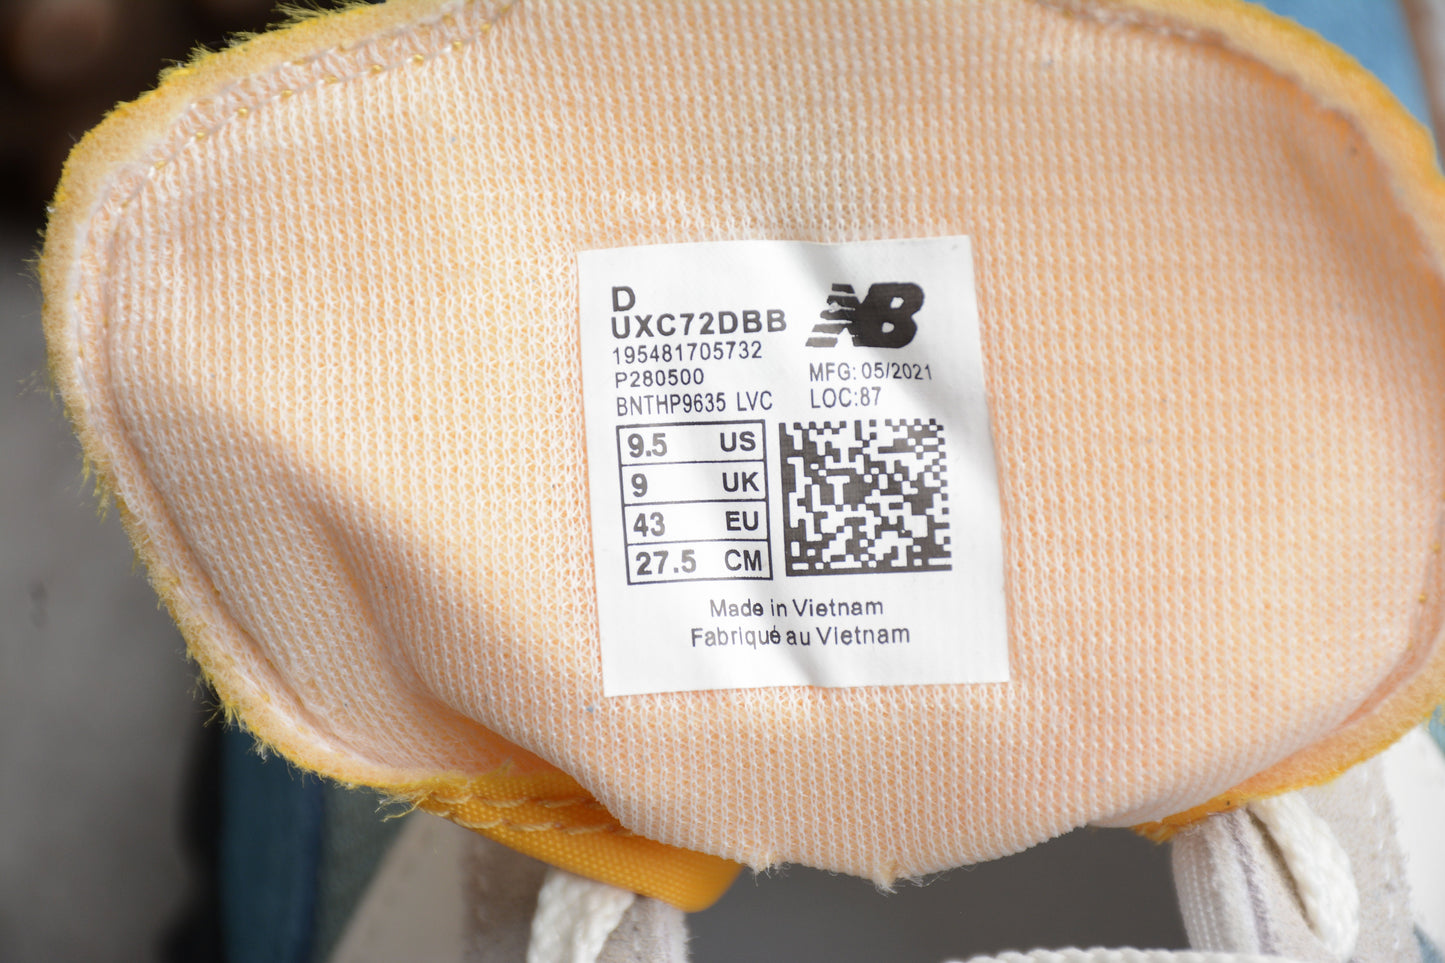 D
UXC72DBB
NB
195481705732
P280500
MFG: 05/2021
BNTHP9635 LVC
LOC:87
9.5 US
9 UK
43 EU
27.5 CM
Made in Vietnam
Fabriqué au Vietnam